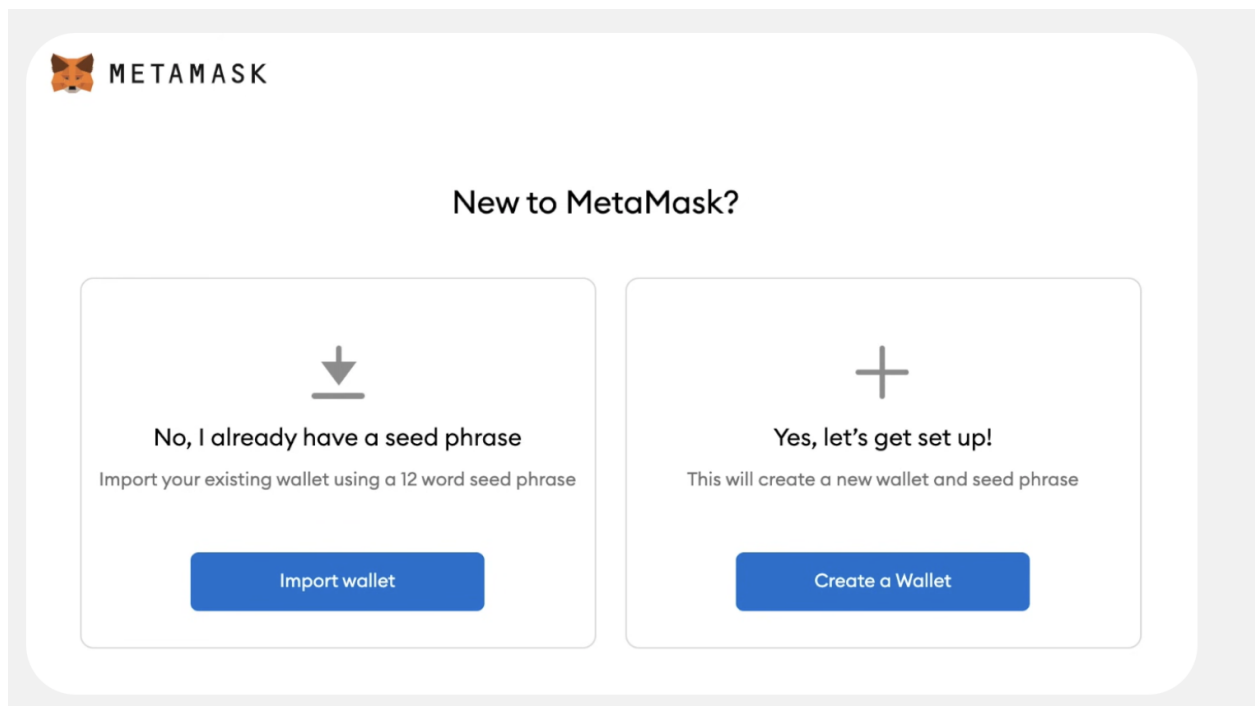 METAMASK
New to MetaMask?
No, I already have a seed phrase
Import your existing wallet using a 12 word seed phrase
Import wallet
Yes, let’s get set up!
This will create a new wallet and seed phrase
Create a Wallet